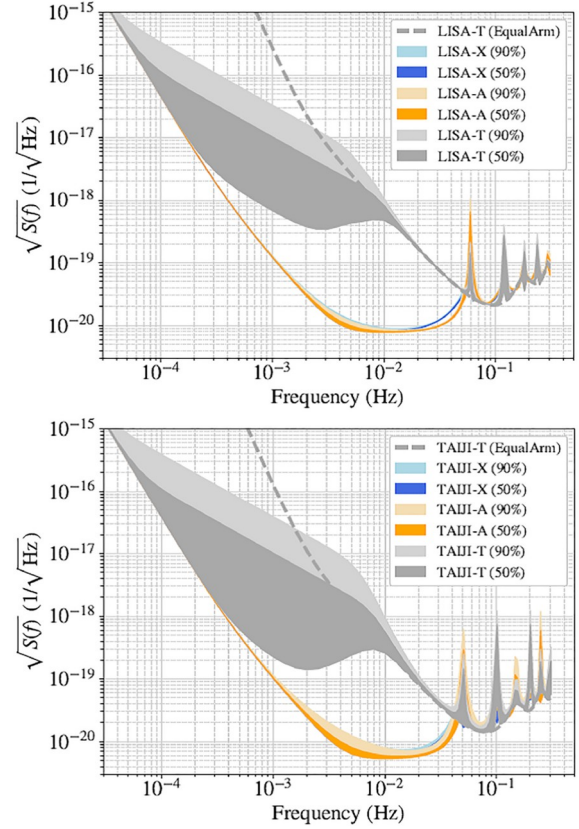 10⁻¹⁵
10⁻¹⁶
10⁻¹⁷
10⁻¹⁸
10⁻¹⁹
10⁻²⁰
√S(f) (1/√Hz)
LISA-T (EqualArm)
LISA-X (90%)
LISA-X (50%)
LISA-A (90%)
LISA-A (50%)
LISA-T (90%)
LISA-T (50%)
10⁻⁴ 10⁻³ 10⁻² 10⁻¹
Frequency (Hz)
10⁻¹⁵
10⁻¹⁶
10⁻¹⁷
10⁻¹⁸
10⁻¹⁹
10⁻²⁰
√S(f) (1/√Hz)
TAIJI-T (EqualArm)
TAIJI-X (90%)
TAIJI-X (50%)
TAIJI-A (90%)
TAIJI-A (50%)
TAIJI-T (90%)
TAIJI-T (50%)
10⁻⁴ 10⁻³ 10⁻² 10⁻¹
Frequency (Hz)